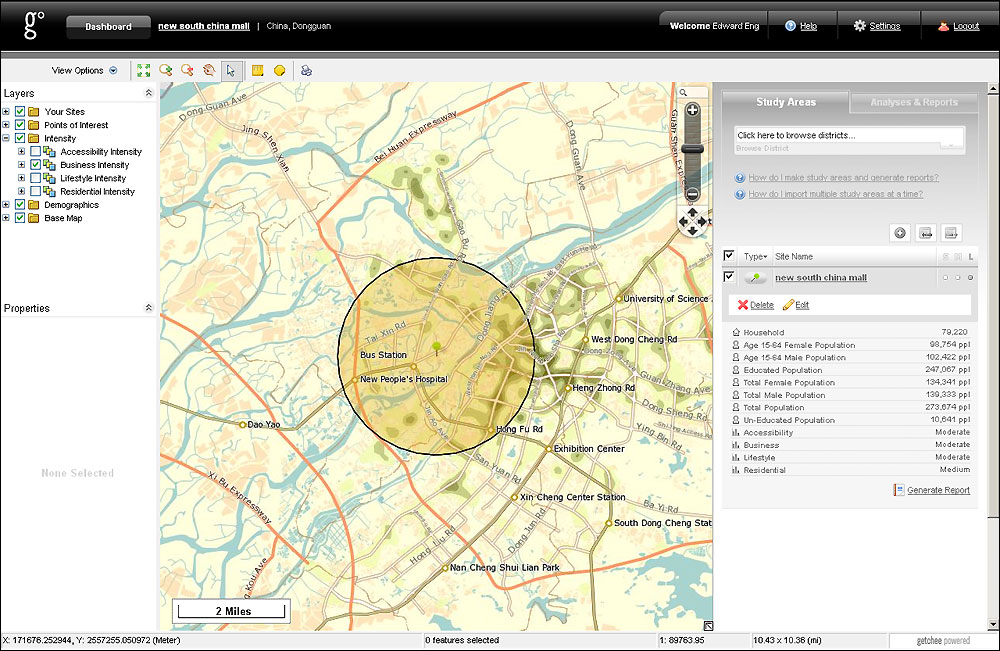 g°
Dashboard
new south china mall | China, Dongguan
Welcome Edward Eng
Help
Settings
Logout
View Options
Layers
Your Sites
Points of Interest
Intensity
Accessibility Intensity
Business Intensity
Lifestyle Intensity
Residential Intensity
Demographics
Base Map
Properties
None Selected
Dong Guan Ave
Jing Shen Xian
Bei Huan Expressway
Dong Guan Ave
Tai Xin Rd
Bus Station
New People's Hospital
University of Science
West Dong Cheng Rd
Guan Zhang Ave
Heng Zhong Rd
Dong Sheng Rd
Ying Bin Rd
Dao Yao
Hong Fu Rd
Exhibition Center
San Yuan Rd
Xi Bu Expressway
Xin Cheng Center Station
Ba Yi Rd
South Dong Cheng Stat
Dong Jun Rd
Hong Liu Rd
Nan Cheng Shui Lian Park
Kou Ave
2 Miles
Study Areas
Analyses & Reports
Click here to browse districts...
Browse District
How do I make study areas and generate reports?
How do I import multiple study areas at a time?
Type Site Name L
new south china mall
Delete Edit
Household 79,220
Age 15-64 Female Population 98,754 ppl
Age 15-64 Male Population 102,422 ppl
Educated Population 247,067 ppl
Total Female Population 134,341 ppl
Total Male Population 139,333 ppl
Total Population 273,674 ppl
Un-Educated Population 10,641 ppl
Accessibility Moderate
Business Moderate
Lifestyle Moderate
Residential Medium
Generate Report
X: 171676.252944, Y: 2557255.050972 (Meter)
0 features selected
1: 89763.95
10.43 x 10.36 (mi)
getchee powered